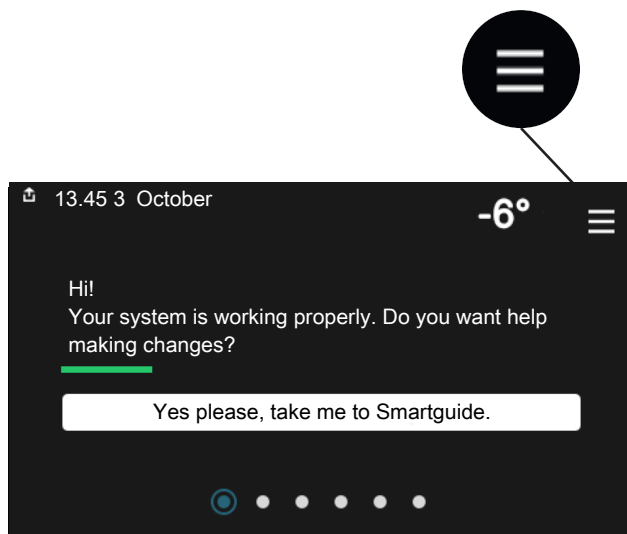 13.45 3 October
-6°
Hi!
Your system is working properly. Do you want help
making changes?
Yes please, take me to Smartguide.